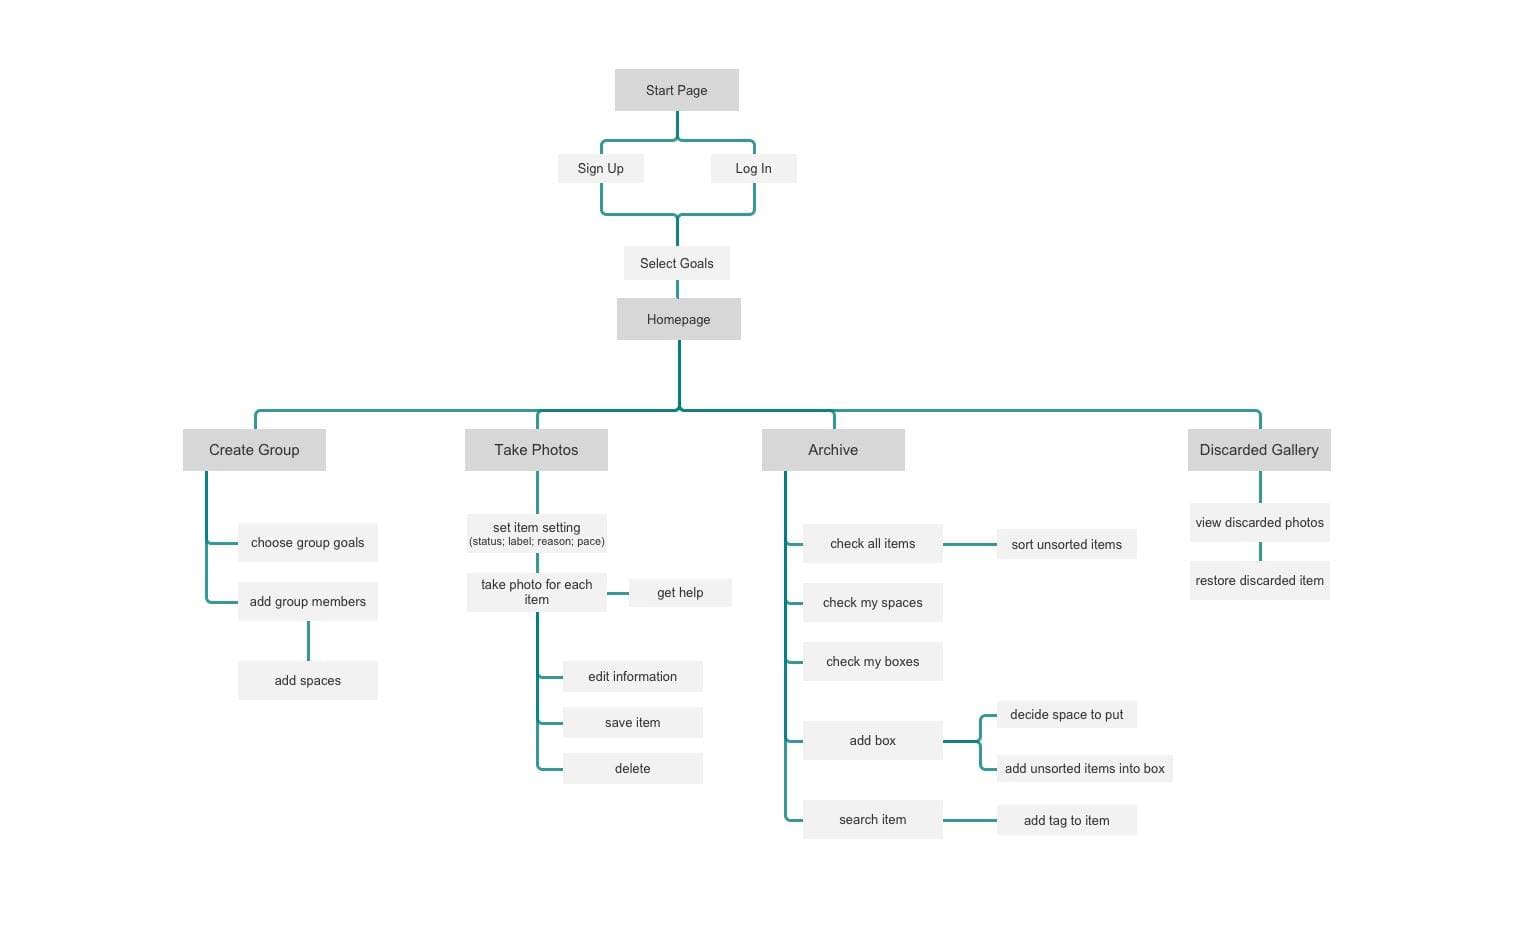 Start Page
Sign Up
Log In
Select Goals
Homepage
Create Group
choose group goals
add group members
add spaces
Take Photos
set item setting
(status; label; reason; pace)
take photo for each
item
get help
edit information
save item
delete
Archive
check all items
sort unsorted items
check my spaces
check my boxes
add box
decide space to put
add unsorted items into box
search item
add tag to item
Discarded Gallery
view discarded photos
restore discarded item